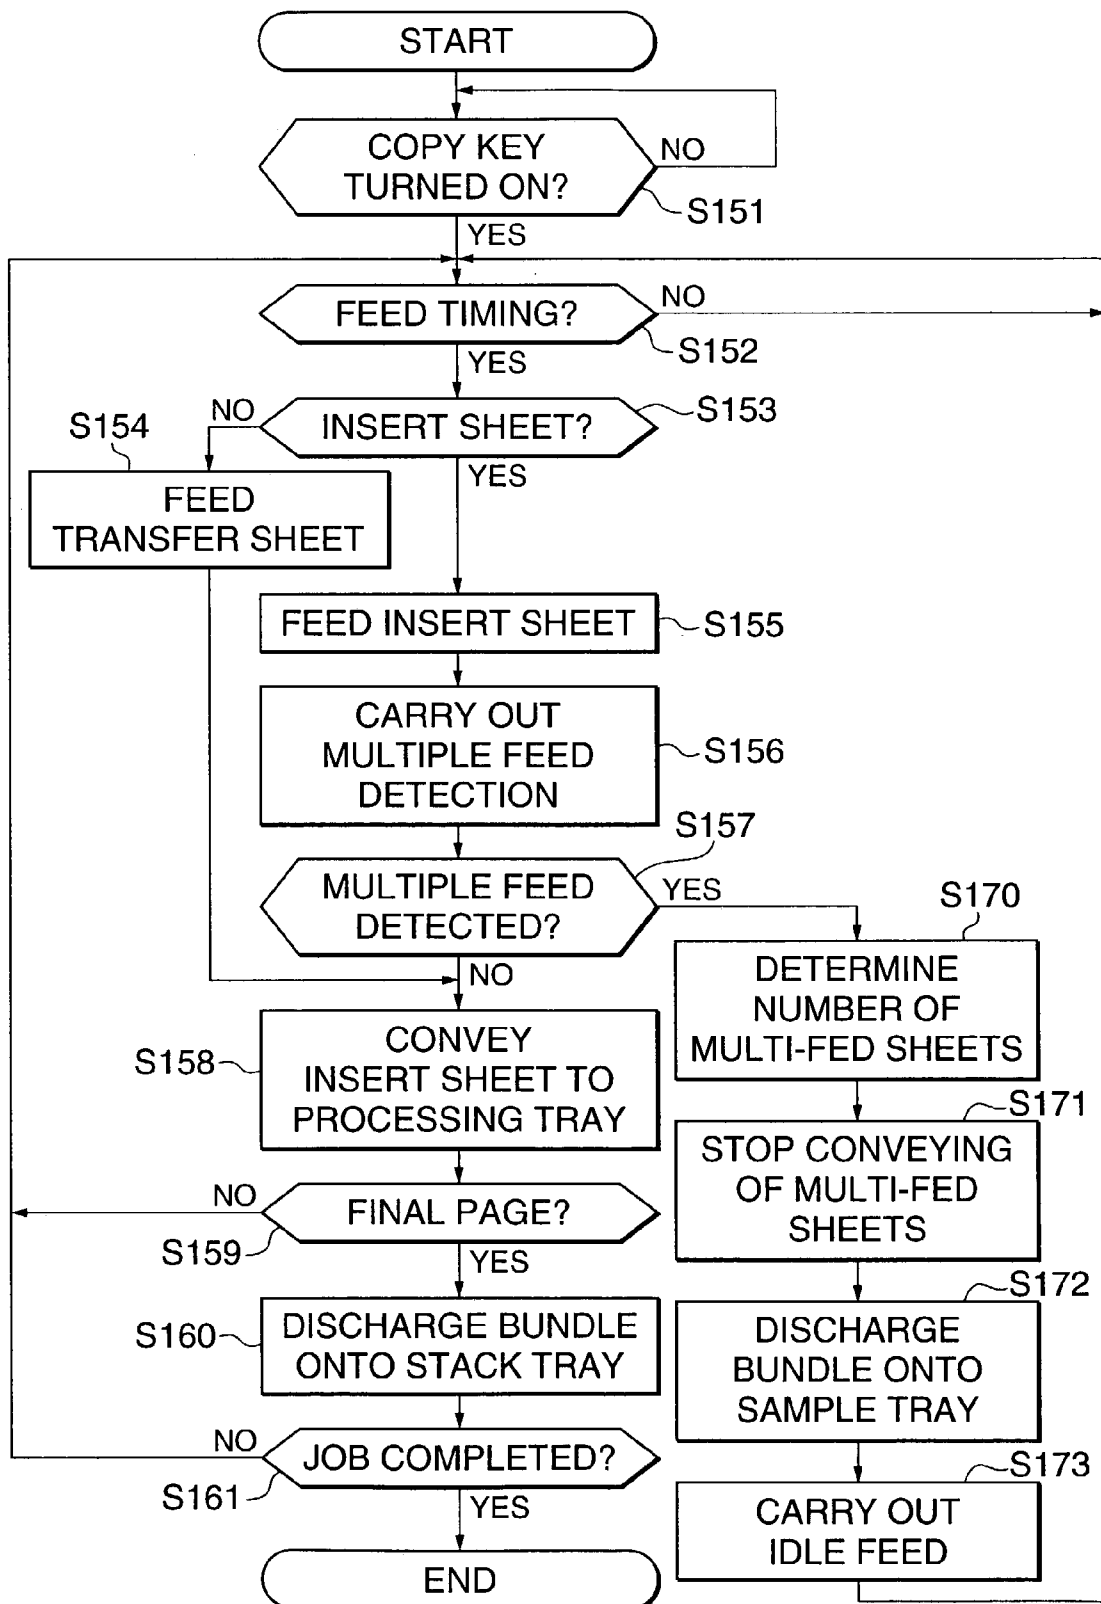 START
COPY KEY
TURNED ON?
NO
S151
YES
FEED TIMING?
NO
S152
YES
INSERT SHEET?
NO
S153
YES
S154
FEED
TRANSFER SHEET
FEED INSERT SHEET
S155
CARRY OUT
MULTIPLE FEED
DETECTION
S156
S157
MULTIPLE FEED
DETECTED?
YES
NO
S170
DETERMINE
NUMBER OF
MULTI-FED SHEETS
S158
CONVEY
INSERT SHEET TO
PROCESSING TRAY
S171
STOP CONVEYING
OF MULTI-FED
SHEETS
NO
FINAL PAGE?
S159
YES
S160
DISCHARGE BUNDLE
ONTO STACK TRAY
S172
DISCHARGE
BUNDLE ONTO
SAMPLE TRAY
NO
JOB COMPLETED?
S161
YES
S173
CARRY OUT
IDLE FEED
END